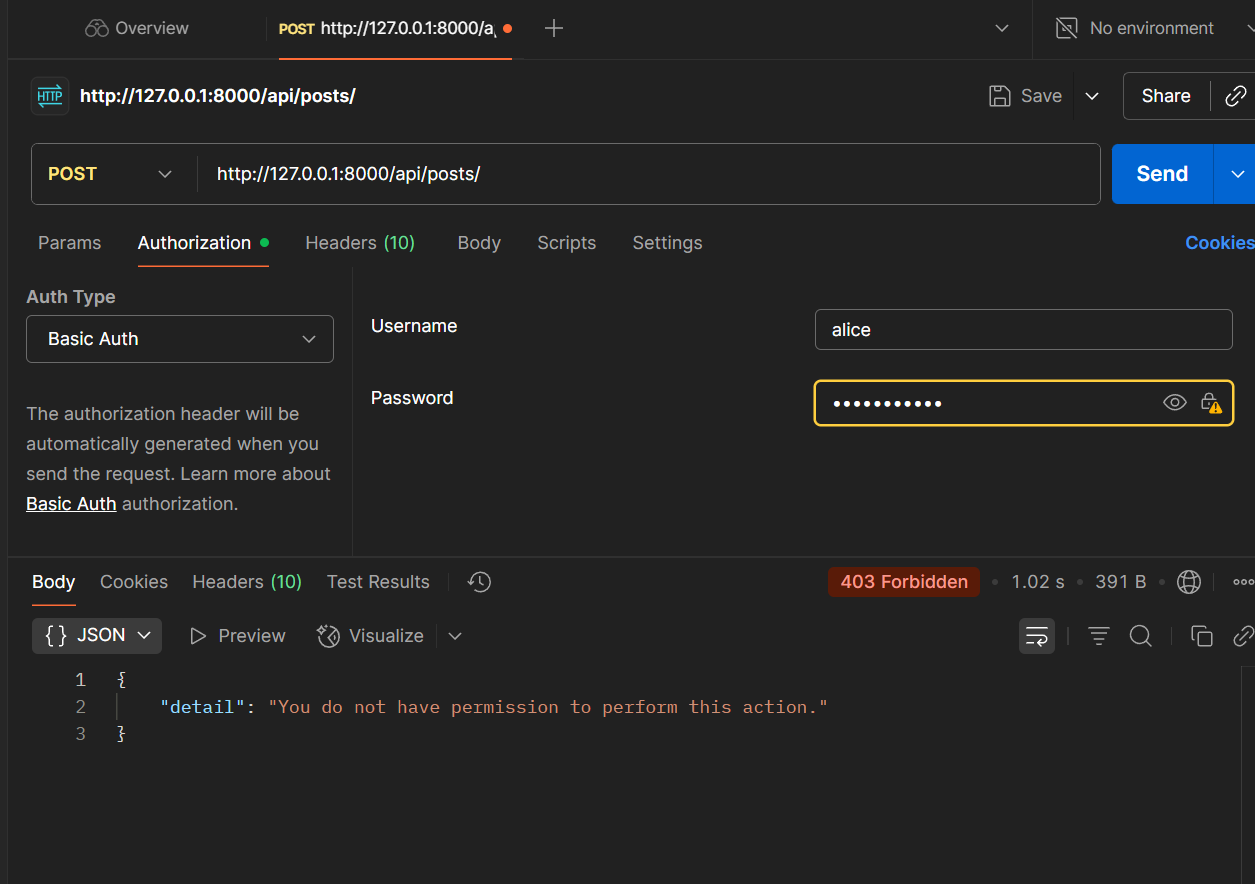 Overview
POST http://127.0.0.1:8000/a
No environment
HTTP http://127.0.0.1:8000/api/posts/
Save
Share
POST http://127.0.0.1:8000/api/posts/
Send
Params Authorization Headers (10) Body Scripts Settings
Cookies
Auth Type
Basic Auth
The authorization header will be
automatically generated when you
send the request. Learn more about
Basic Auth authorization.
Username
alice
Password
•••••••••••
Body Cookies Headers (10) Test Results
403 Forbidden • 1.02 s • 391 B •
{ } JSON Preview Visualize
1 {
2 "detail": "You do not have permission to perform this action."
3 }